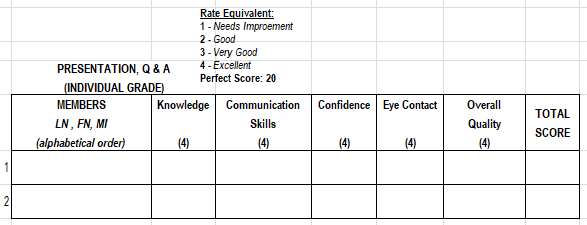 Rate Equivalent:
1 - Needs Improement
2 - Good
3 - Very Good
4 - Excellent
Perfect Score: 20
PRESENTATION, Q & A
(INDIVIDUAL GRADE)
MEMBERS
LN , FN, MI
(alphabetical order)
Knowledge
(4)
Communication
Skills
(4)
Confidence
(4)
Eye Contact
(4)
Overall
Quality
(4)
TOTAL
SCORE
1
2